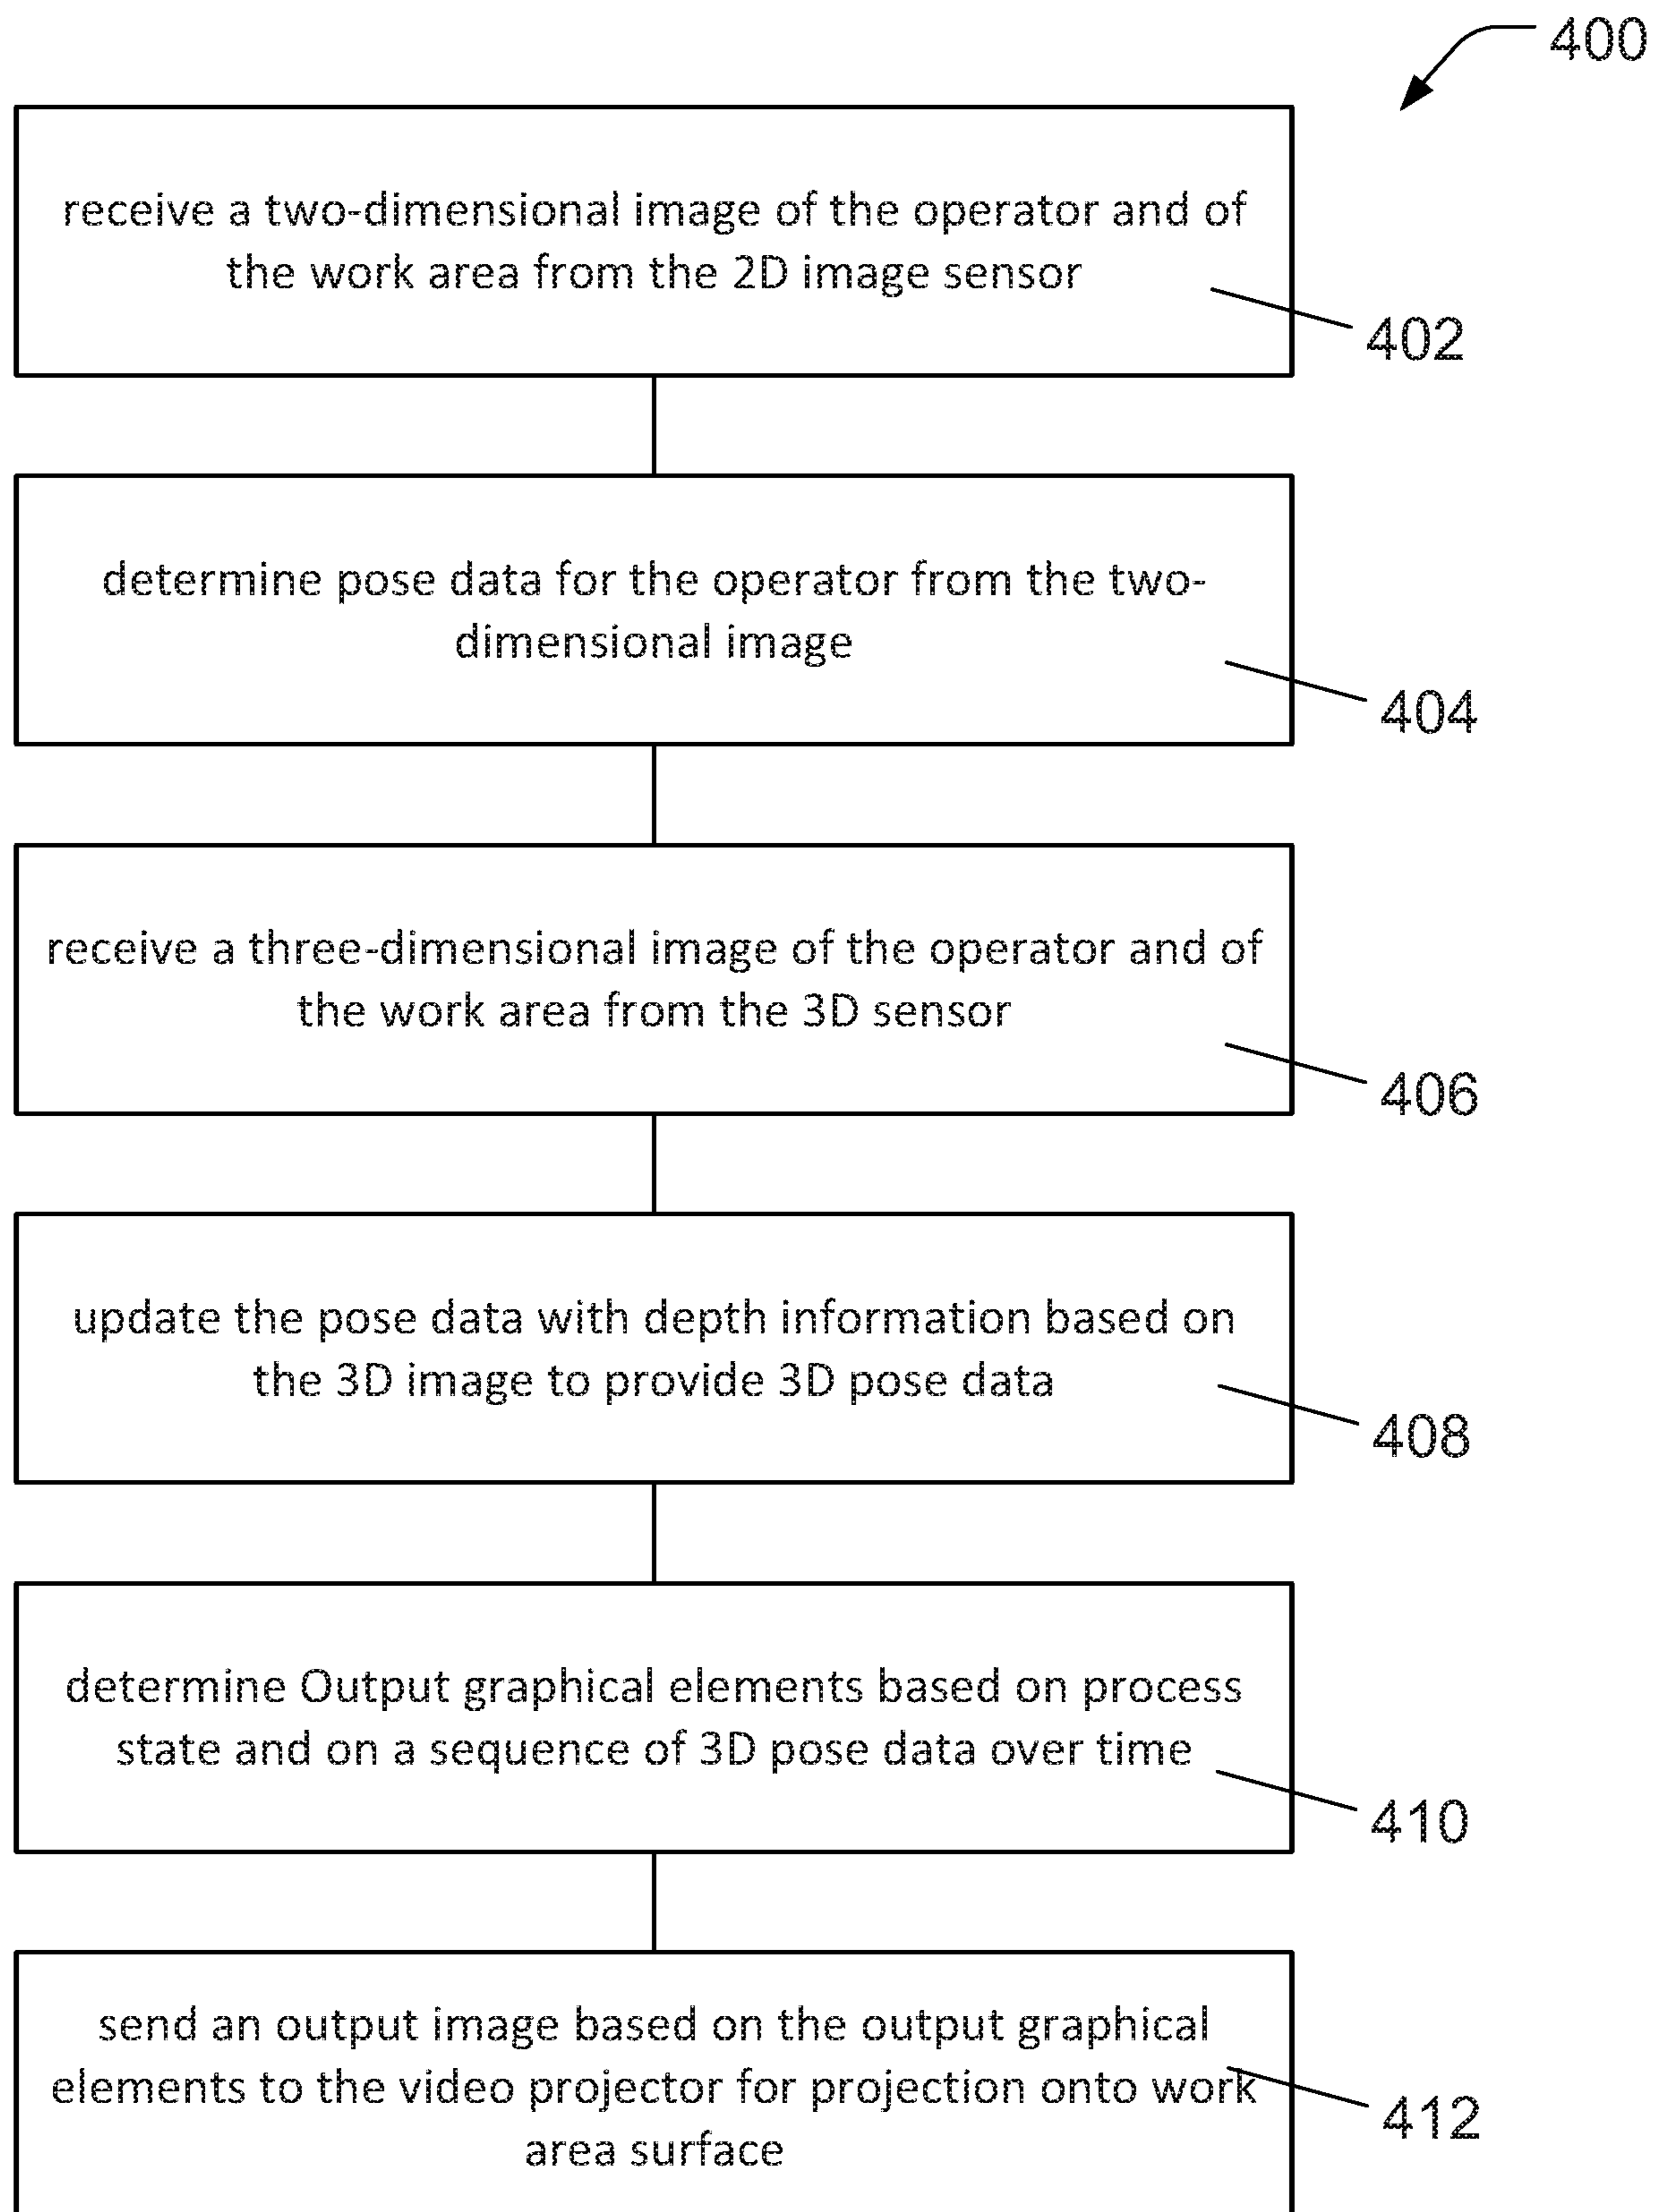 400
receive a two-dimensional image of the operator and of
the work area from the 2D image sensor
402
determine pose data for the operator from the two-
dimensional image
404
receive a three-dimensional image of the operator and of
the work area from the 3D sensor
406
update the pose data with depth information based on
the 3D image to provide 3D pose data
408
determine Output graphical elements based on process
state and on a sequence of 3D pose data over time
410
send an output image based on the output graphical
elements to the video projector for projection onto work
area surface
412